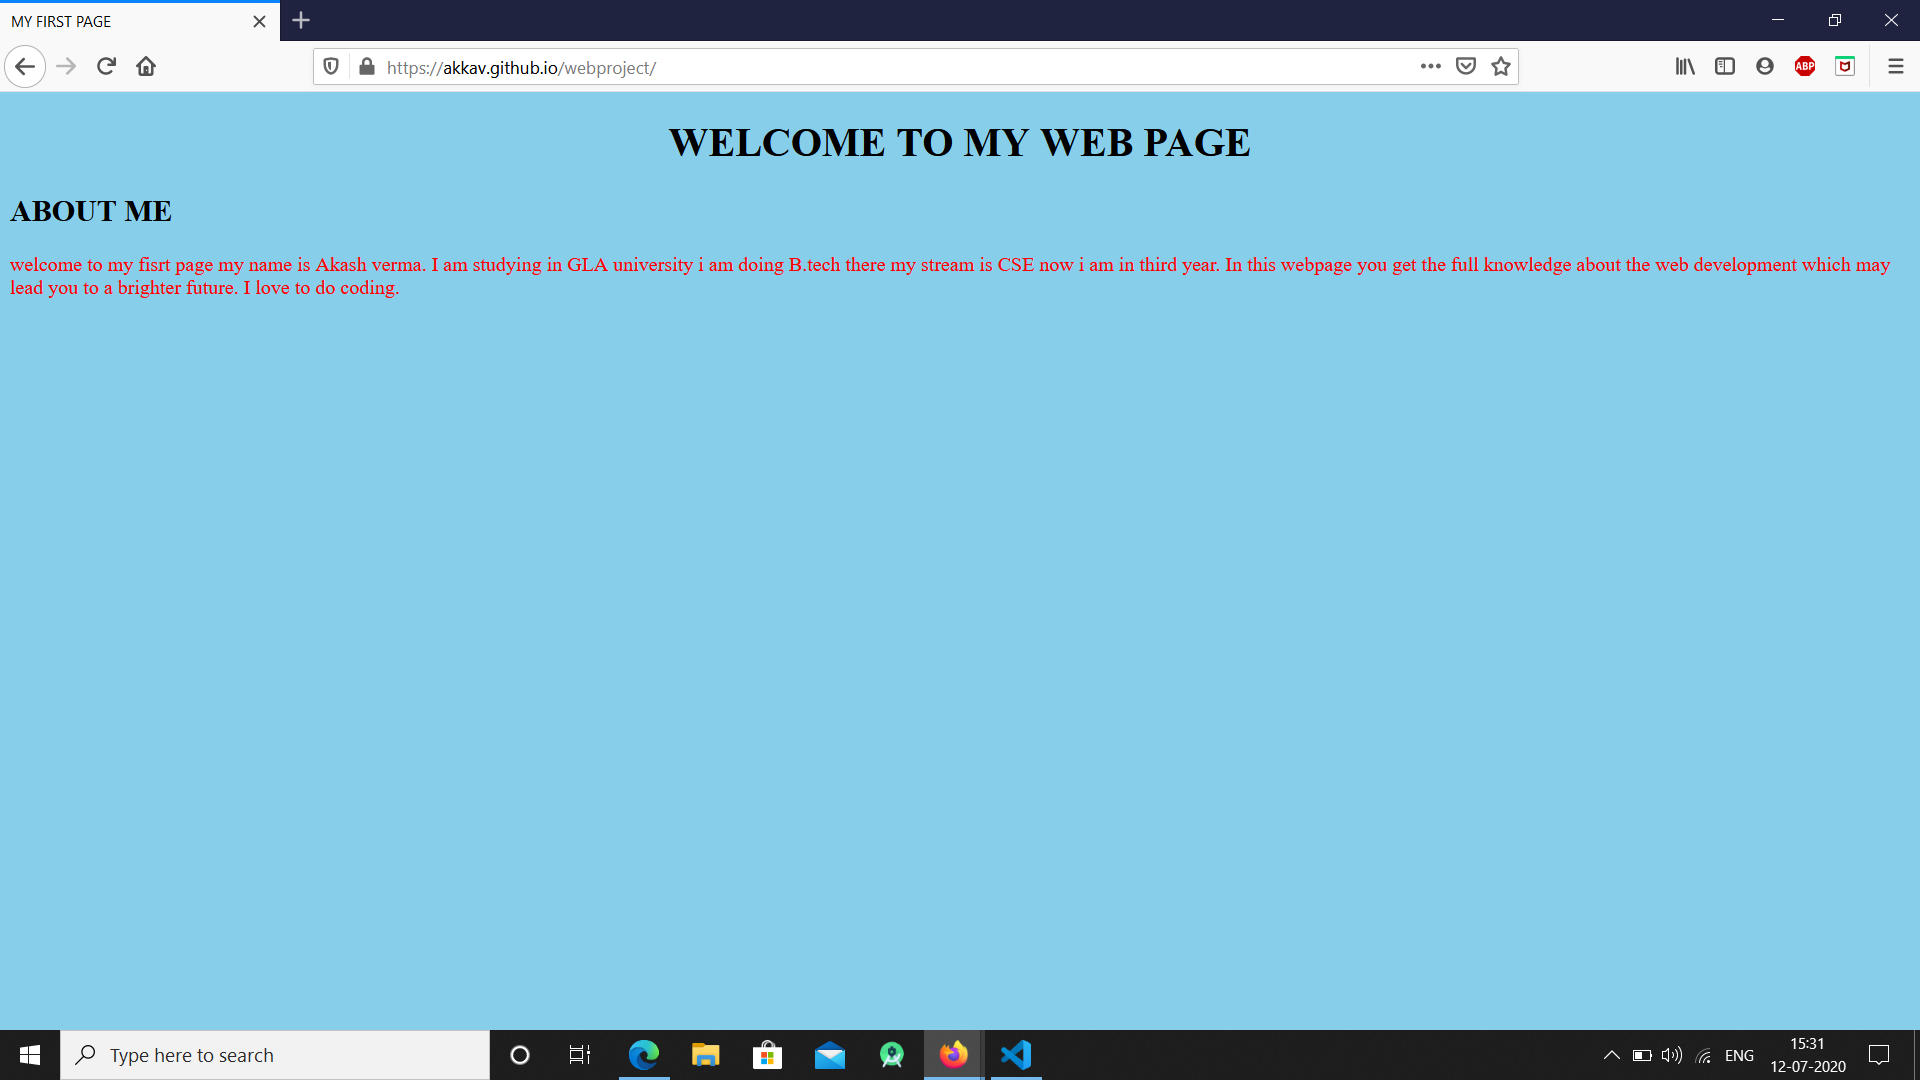 MY FIRST PAGE
https://akkav.github.io/webproject/
ABP
WELCOME TO MY WEB PAGE
ABOUT ME
welcome to my fisrt page my name is Akash verma. I am studying in GLA university i am doing B.tech there my stream is CSE now i am in third year. In this webpage you get the full knowledge about the web development which may
lead you to a brighter future. I love to do coding.
Type here to search
ENG
15:31
12-07-2020